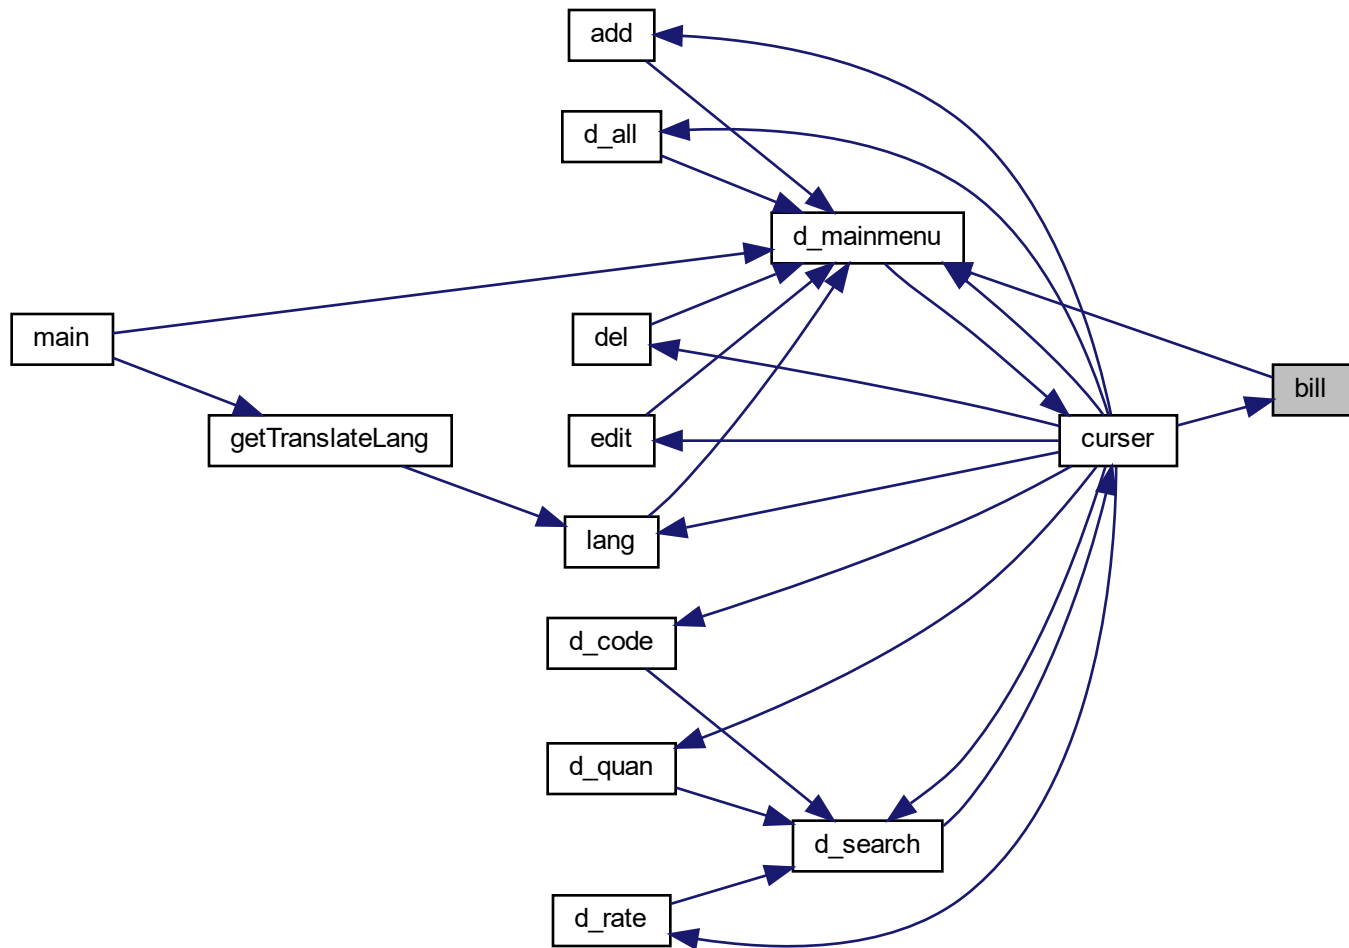 add
d_all
d_mainmenu
main
del
bill
getTranslateLang
edit
curser
lang
d_code
d_quan
d_search
d_rate